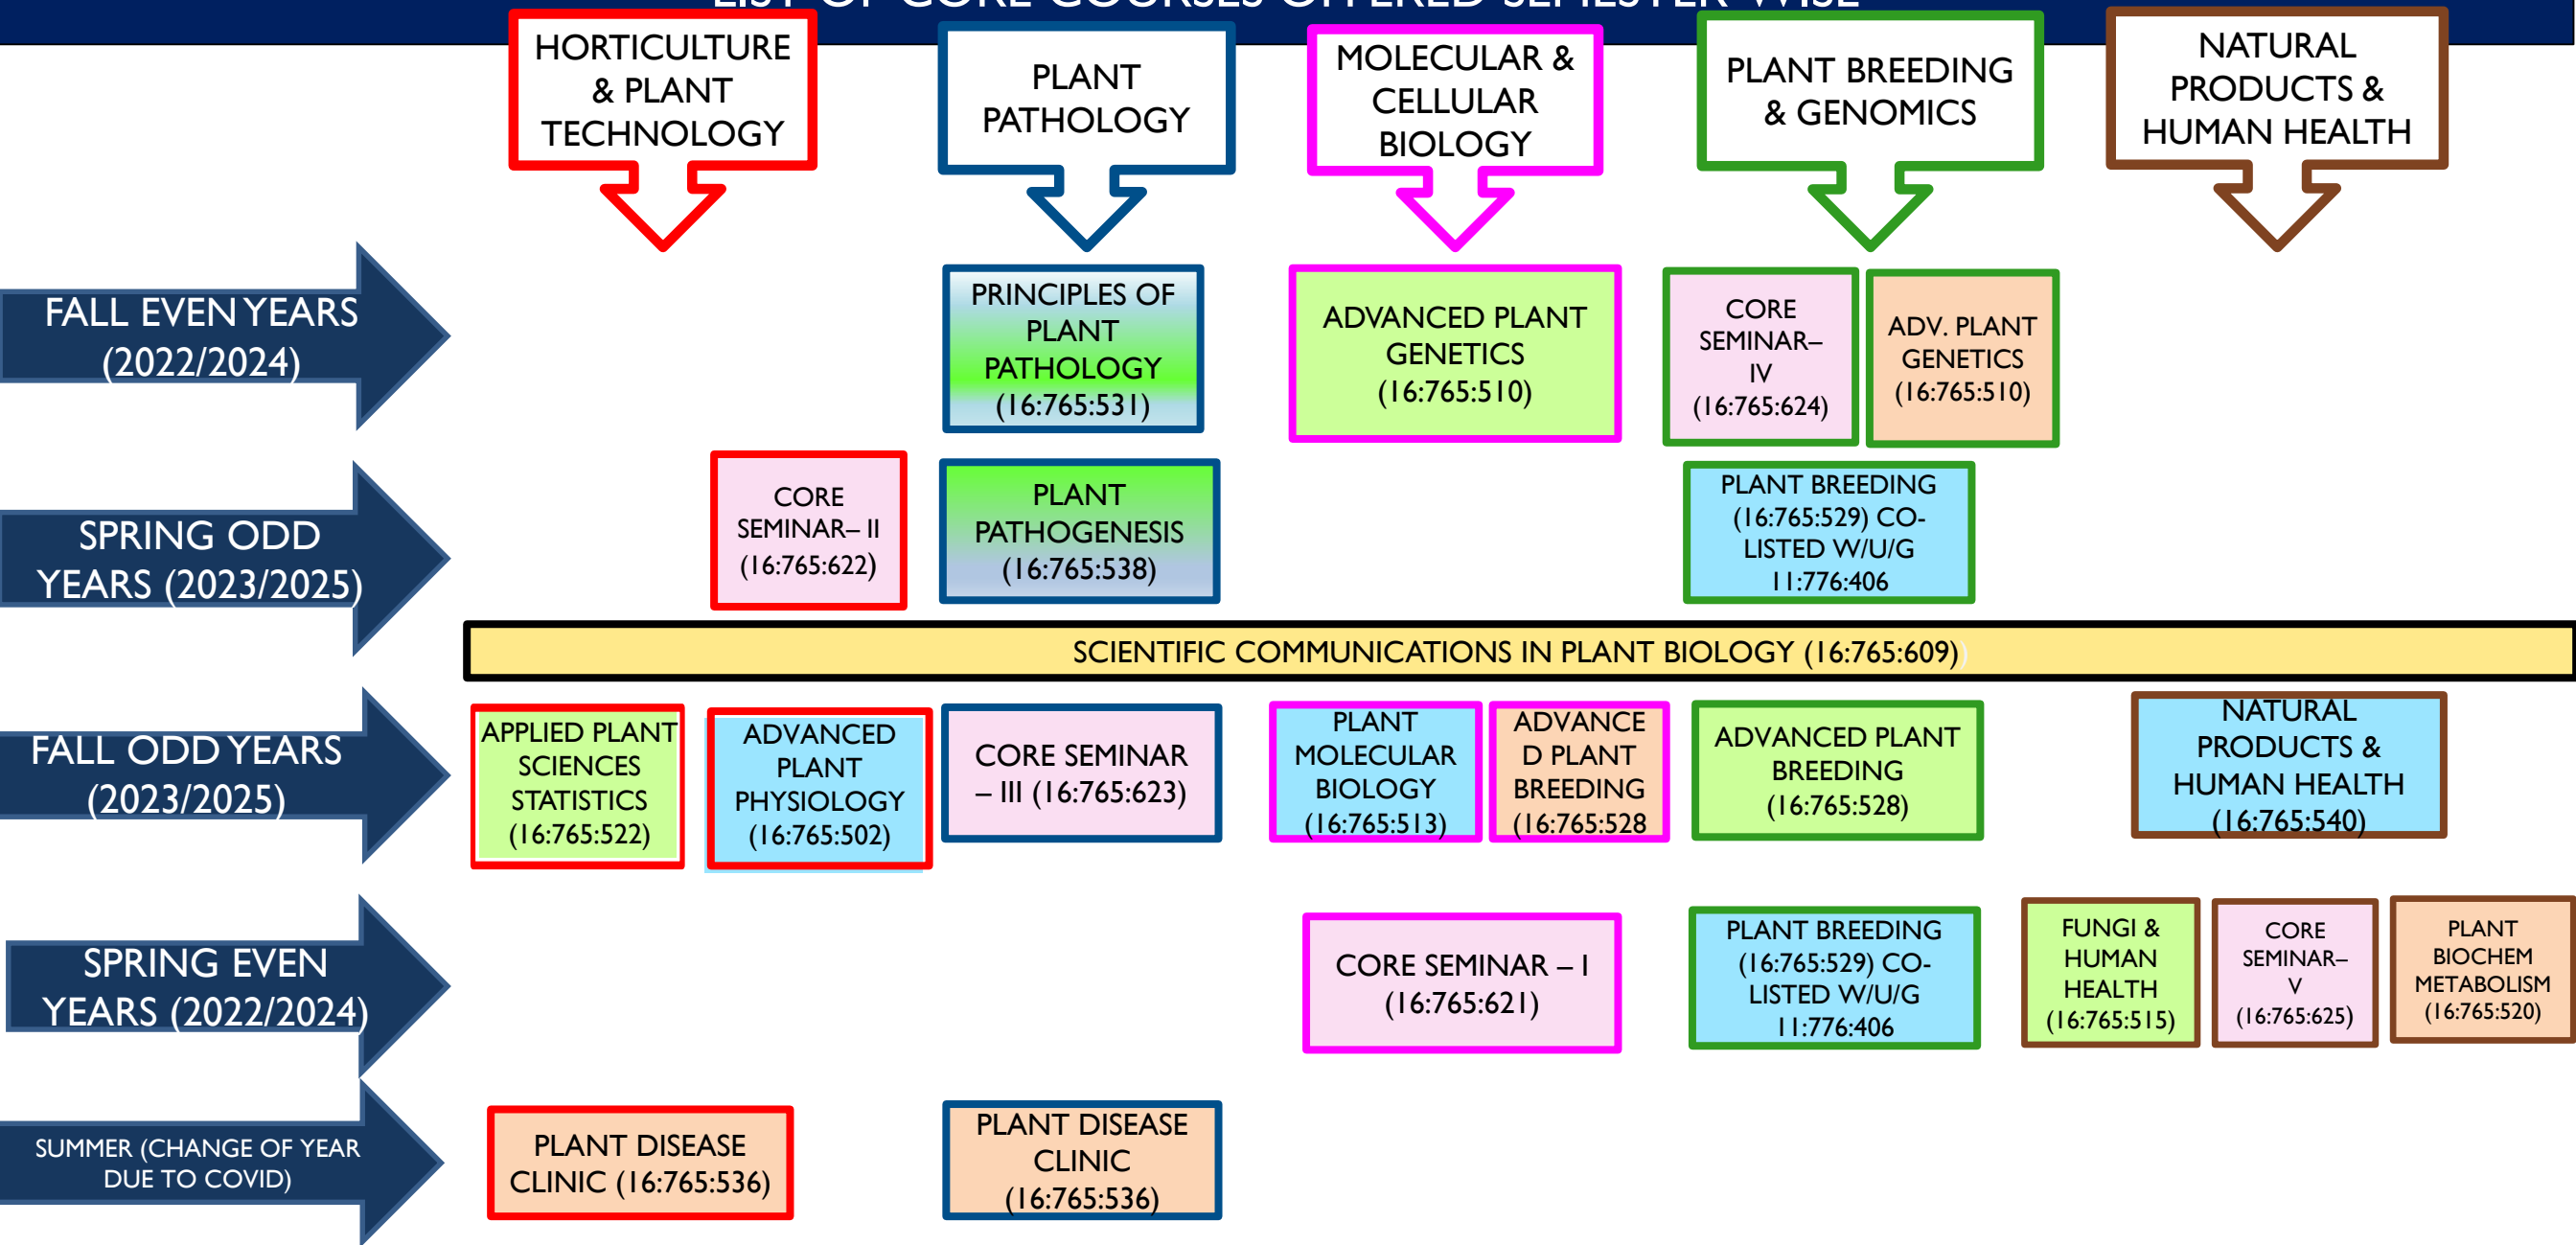 LIST OF CORE COURSES OFFERED SEMESTER WISE
HORTICULTURE
& PLANT
TECHNOLOGY
PLANT
PATHOLOGY
MOLECULAR &
CELLULAR
BIOLOGY
PLANT BREEDING
& GENOMICS
NATURAL
PRODUCTS &
HUMAN HEALTH
FALL EVEN YEARS
(2022/2024)
PRINCIPLES OF
PLANT
PATHOLOGY
(16:765:531)
ADVANCED PLANT
GENETICS
(16:765:510)
CORE
SEMINAR–
IV
(16:765:624)
ADV. PLANT
GENETICS
(16:765:510)
SPRING ODD
YEARS (2023/2025)
CORE
SEMINAR– II
(16:765:622)
PLANT
PATHOGENESIS
(16:765:538)
PLANT BREEDING
(16:765:529) CO-
LISTED W/U/G
11:776:406
SCIENTIFIC COMMUNICATIONS IN PLANT BIOLOGY (16:765:609))
FALL ODD YEARS
(2023/2025)
APPLIED PLANT
SCIENCES
STATISTICS
(16:765:522)
ADVANCED
PLANT
PHYSIOLOGY
(16:765:502)
CORE SEMINAR
– III (16:765:623)
PLANT
MOLECULAR
BIOLOGY
(16:765:513)
ADVANCE
D PLANT
BREEDING
(16:765:528
ADVANCED PLANT
BREEDING
(16:765:528)
NATURAL
PRODUCTS &
HUMAN HEALTH
(16:765:540)
SPRING EVEN
YEARS (2022/2024)
CORE SEMINAR – I
(16:765:621)
PLANT BREEDING
(16:765:529) CO-
LISTED W/U/G
11:776:406
FUNGI &
HUMAN
HEALTH
(16:765:515)
CORE
SEMINAR–
V
(16:765:625)
PLANT
BIOCHEM
METABOLISM
(16:765:520)
SUMMER (CHANGE OF YEAR
DUE TO COVID)
PLANT DISEASE
CLINIC (16:765:536)
PLANT DISEASE
CLINIC
(16:765:536)